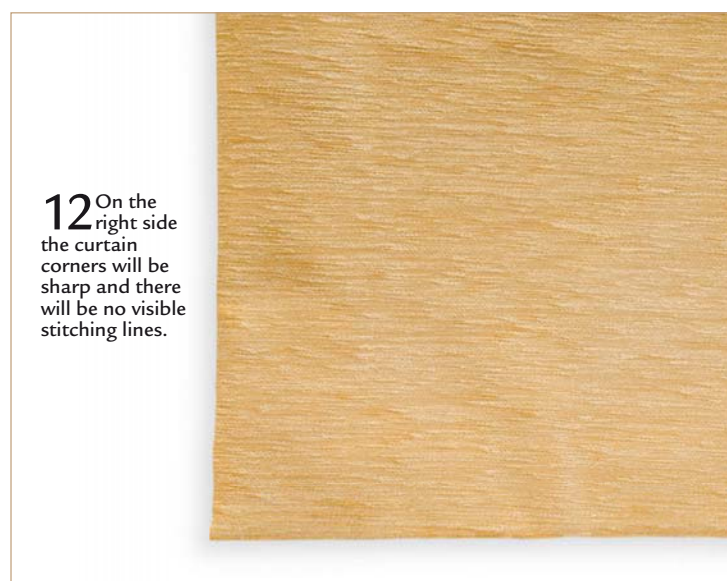 12 On the
right side
the curtain
corners will be
sharp and there
will be no visible
stitching lines.